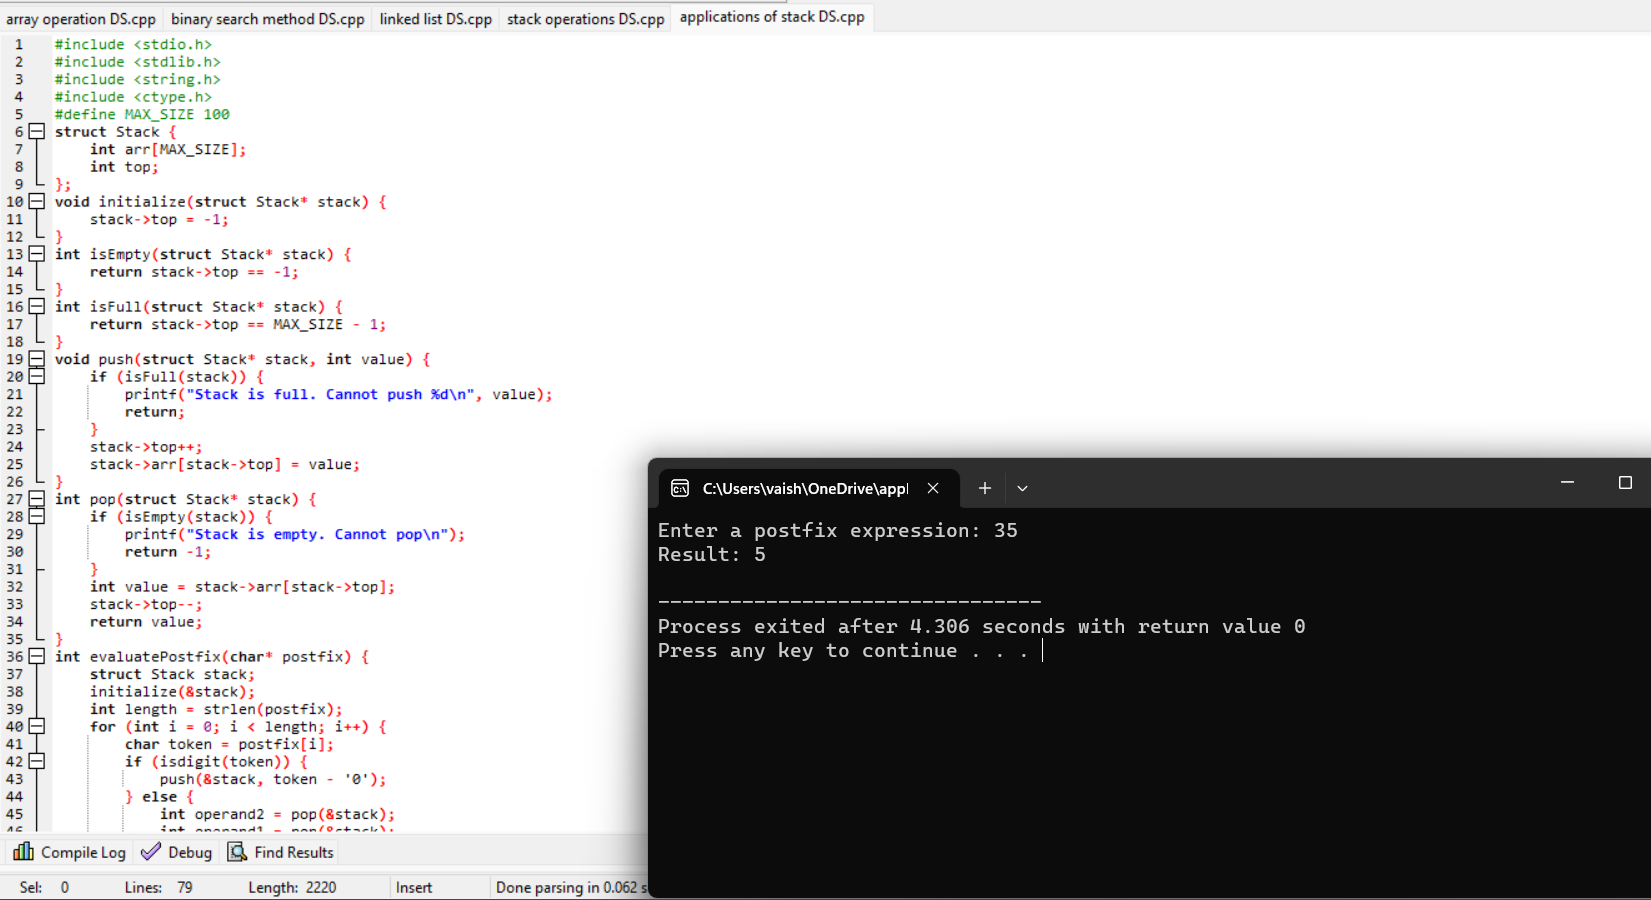 array operation DS.cpp binary search method DS.cpp linked list DS.cpp stack operations DS.cpp applications of stack DS.cpp
1 #include <stdio.h>
2 #include <stdlib.h>
3 #include <string.h>
4 #include <ctype.h>
5 #define MAX_SIZE 100
6 struct Stack {
7 int arr[MAX_SIZE];
8 int top;
9 };
10 void initialize(struct Stack* stack) {
11 stack->top = -1;
12 }
13 int isEmpty(struct Stack* stack) {
14 return stack->top == -1;
15 }
16 int isFull(struct Stack* stack) {
17 return stack->top == MAX_SIZE - 1;
18 }
19 void push(struct Stack* stack, int value) {
20 if (isFull(stack)) {
21 printf("Stack is full. Cannot push %d\n", value);
22 return;
23 }
24 stack->top++;
25 stack->arr[stack->top] = value;
26 }
27 int pop(struct Stack* stack) {
28 if (isEmpty(stack)) {
29 printf("Stack is empty. Cannot pop\n");
30 return -1;
31 }
32 int value = stack->arr[stack->top];
33 stack->top--;
34 return value;
35 }
36 int evaluatePostfix(char* postfix) {
37 struct Stack stack;
38 initialize(&stack);
39 int length = strlen(postfix);
40 for (int i = 0; i < length; i++) {
41 char token = postfix[i];
42 if (isdigit(token)) {
43 push(&stack, token - '0');
44 } else {
45 int operand2 = pop(&stack);
46 int operand1 = pop(&stack);
Compile Log Debug Find Results
Sel: 0 Lines: 79 Length: 2220 Insert Done parsing in 0.062 s
C:\Users\vaish\OneDrive\appl
Enter a postfix expression: 35
Result: 5
--------------------------------
Process exited after 4.306 seconds with return value 0
Press any key to continue . . .